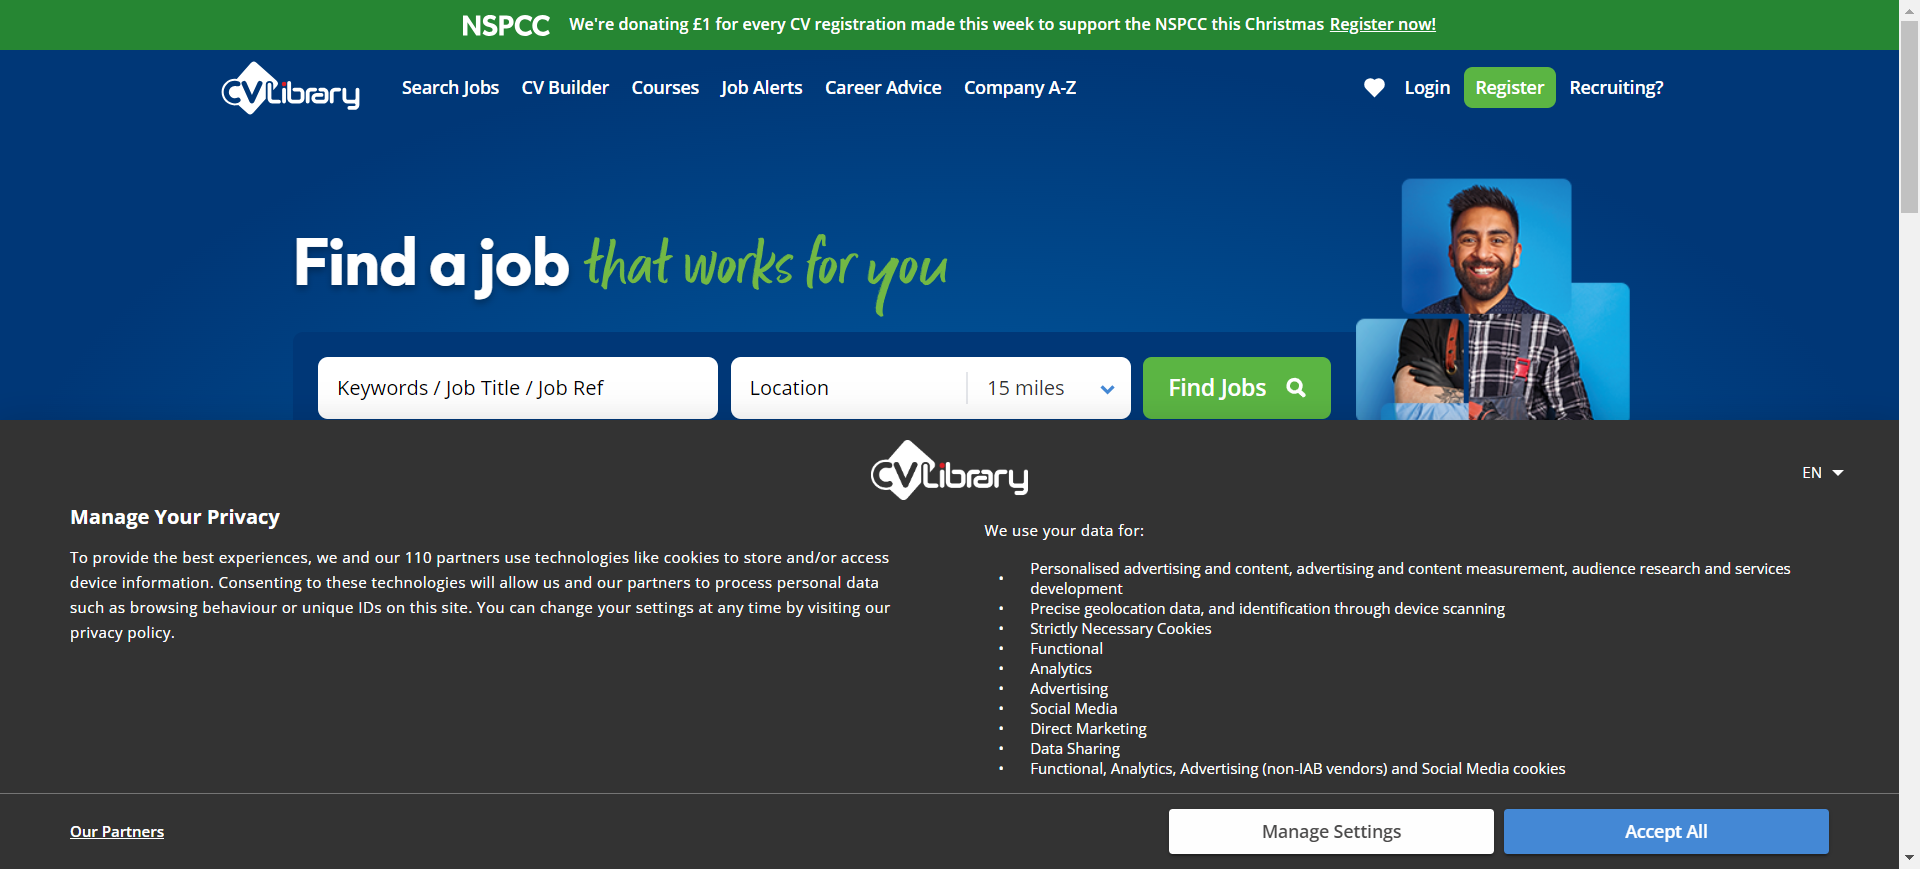 NSPCC We're donating £1 for every CV registration made this week to support the NSPCC this Christmas Register now!
CVLibrary Search Jobs CV Builder Courses Job Alerts Career Advice Company A-Z Login Register Recruiting?
Find a job that works for you
Keywords / Job Title / Job Ref Location 15 miles Find Jobs
CVLibrary
EN
Manage Your Privacy
To provide the best experiences, we and our 110 partners use technologies like cookies to store and/or access
device information. Consenting to these technologies will allow us and our partners to process personal data
such as browsing behaviour or unique IDs on this site. You can change your settings at any time by visiting our
privacy policy.
We use your data for:
• Personalised advertising and content, advertising and content measurement, audience research and services
development
• Precise geolocation data, and identification through device scanning
• Strictly Necessary Cookies
• Functional
• Analytics
• Advertising
• Social Media
• Direct Marketing
• Data Sharing
• Functional, Analytics, Advertising (non-IAB vendors) and Social Media cookies
Our Partners Manage Settings Accept All